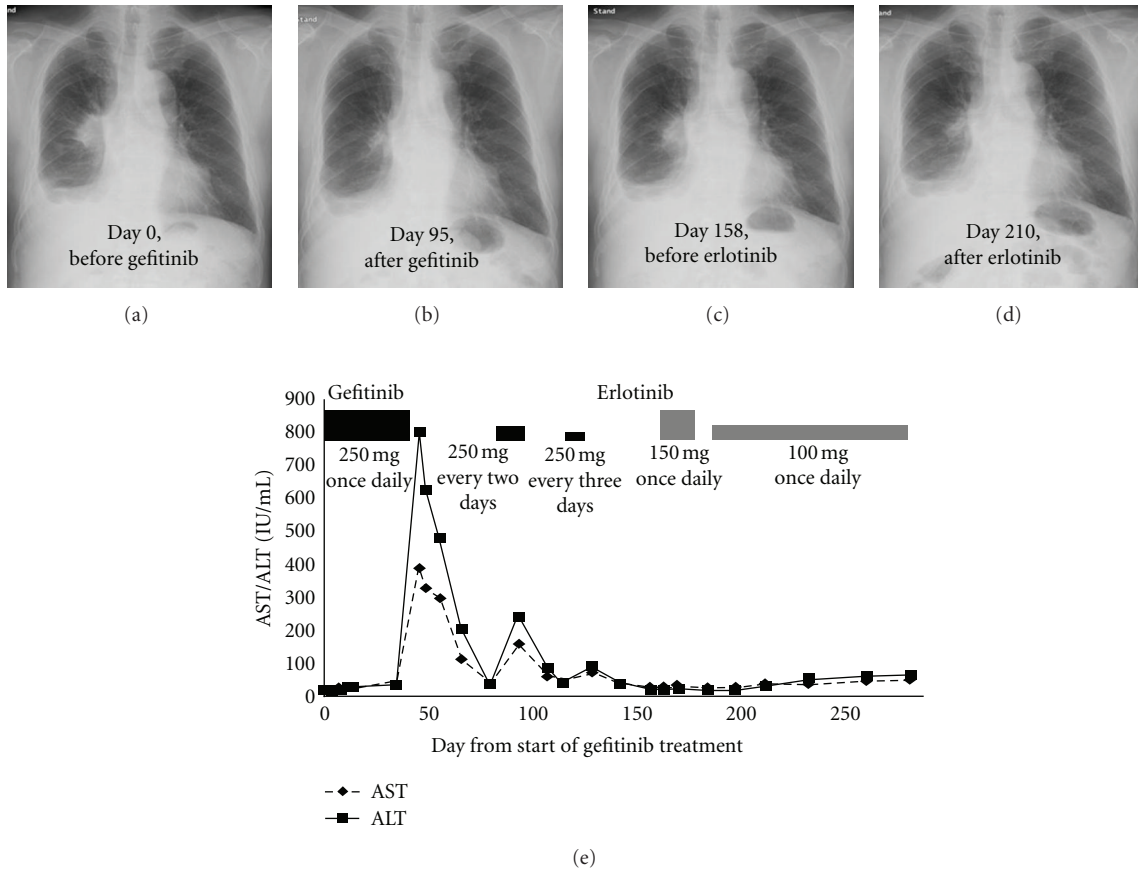 Stand
tand
Stand
and
Day 0,
before gefitinib
Day 95,
after gefitinib
Day 158,
before erlotinib
Day 210,
after erlotinib
(a)
(b)
(c)
(d)
Gefitinib
Erlotinib
900
800
700
600
500
400
300
200
100
0
AST/ALT (IU/mL)
250 mg
once daily
250 mg
every two
days
250 mg
every three
days
150 mg
once daily
100 mg
once daily
0 50 100 150 200 250
Day from start of gefitinib treatment
AST
ALT
(e)